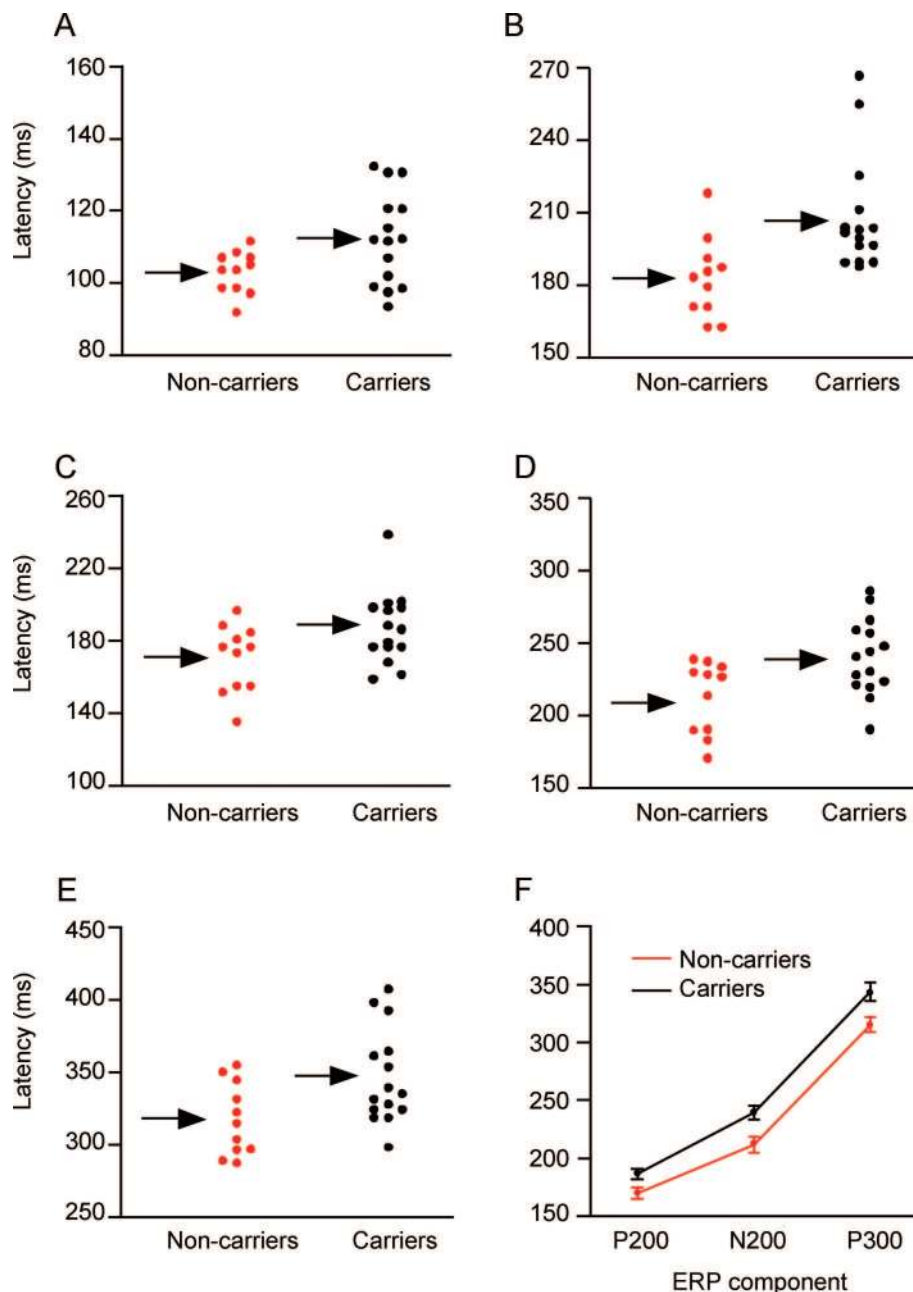 A
Latency (ms)
160
140
120
100
80
Non-carriers Carriers
B
270
240
210
180
150
Non-carriers Carriers
C
Latency (ms)
260
220
180
140
100
Non-carriers Carriers
D
350
300
250
200
150
Non-carriers Carriers
E
Latency (ms)
450
400
350
300
250
Non-carriers Carriers
F
400
350
300
250
200
150
Non-carriers
Carriers
P200 N200 P300
ERP component